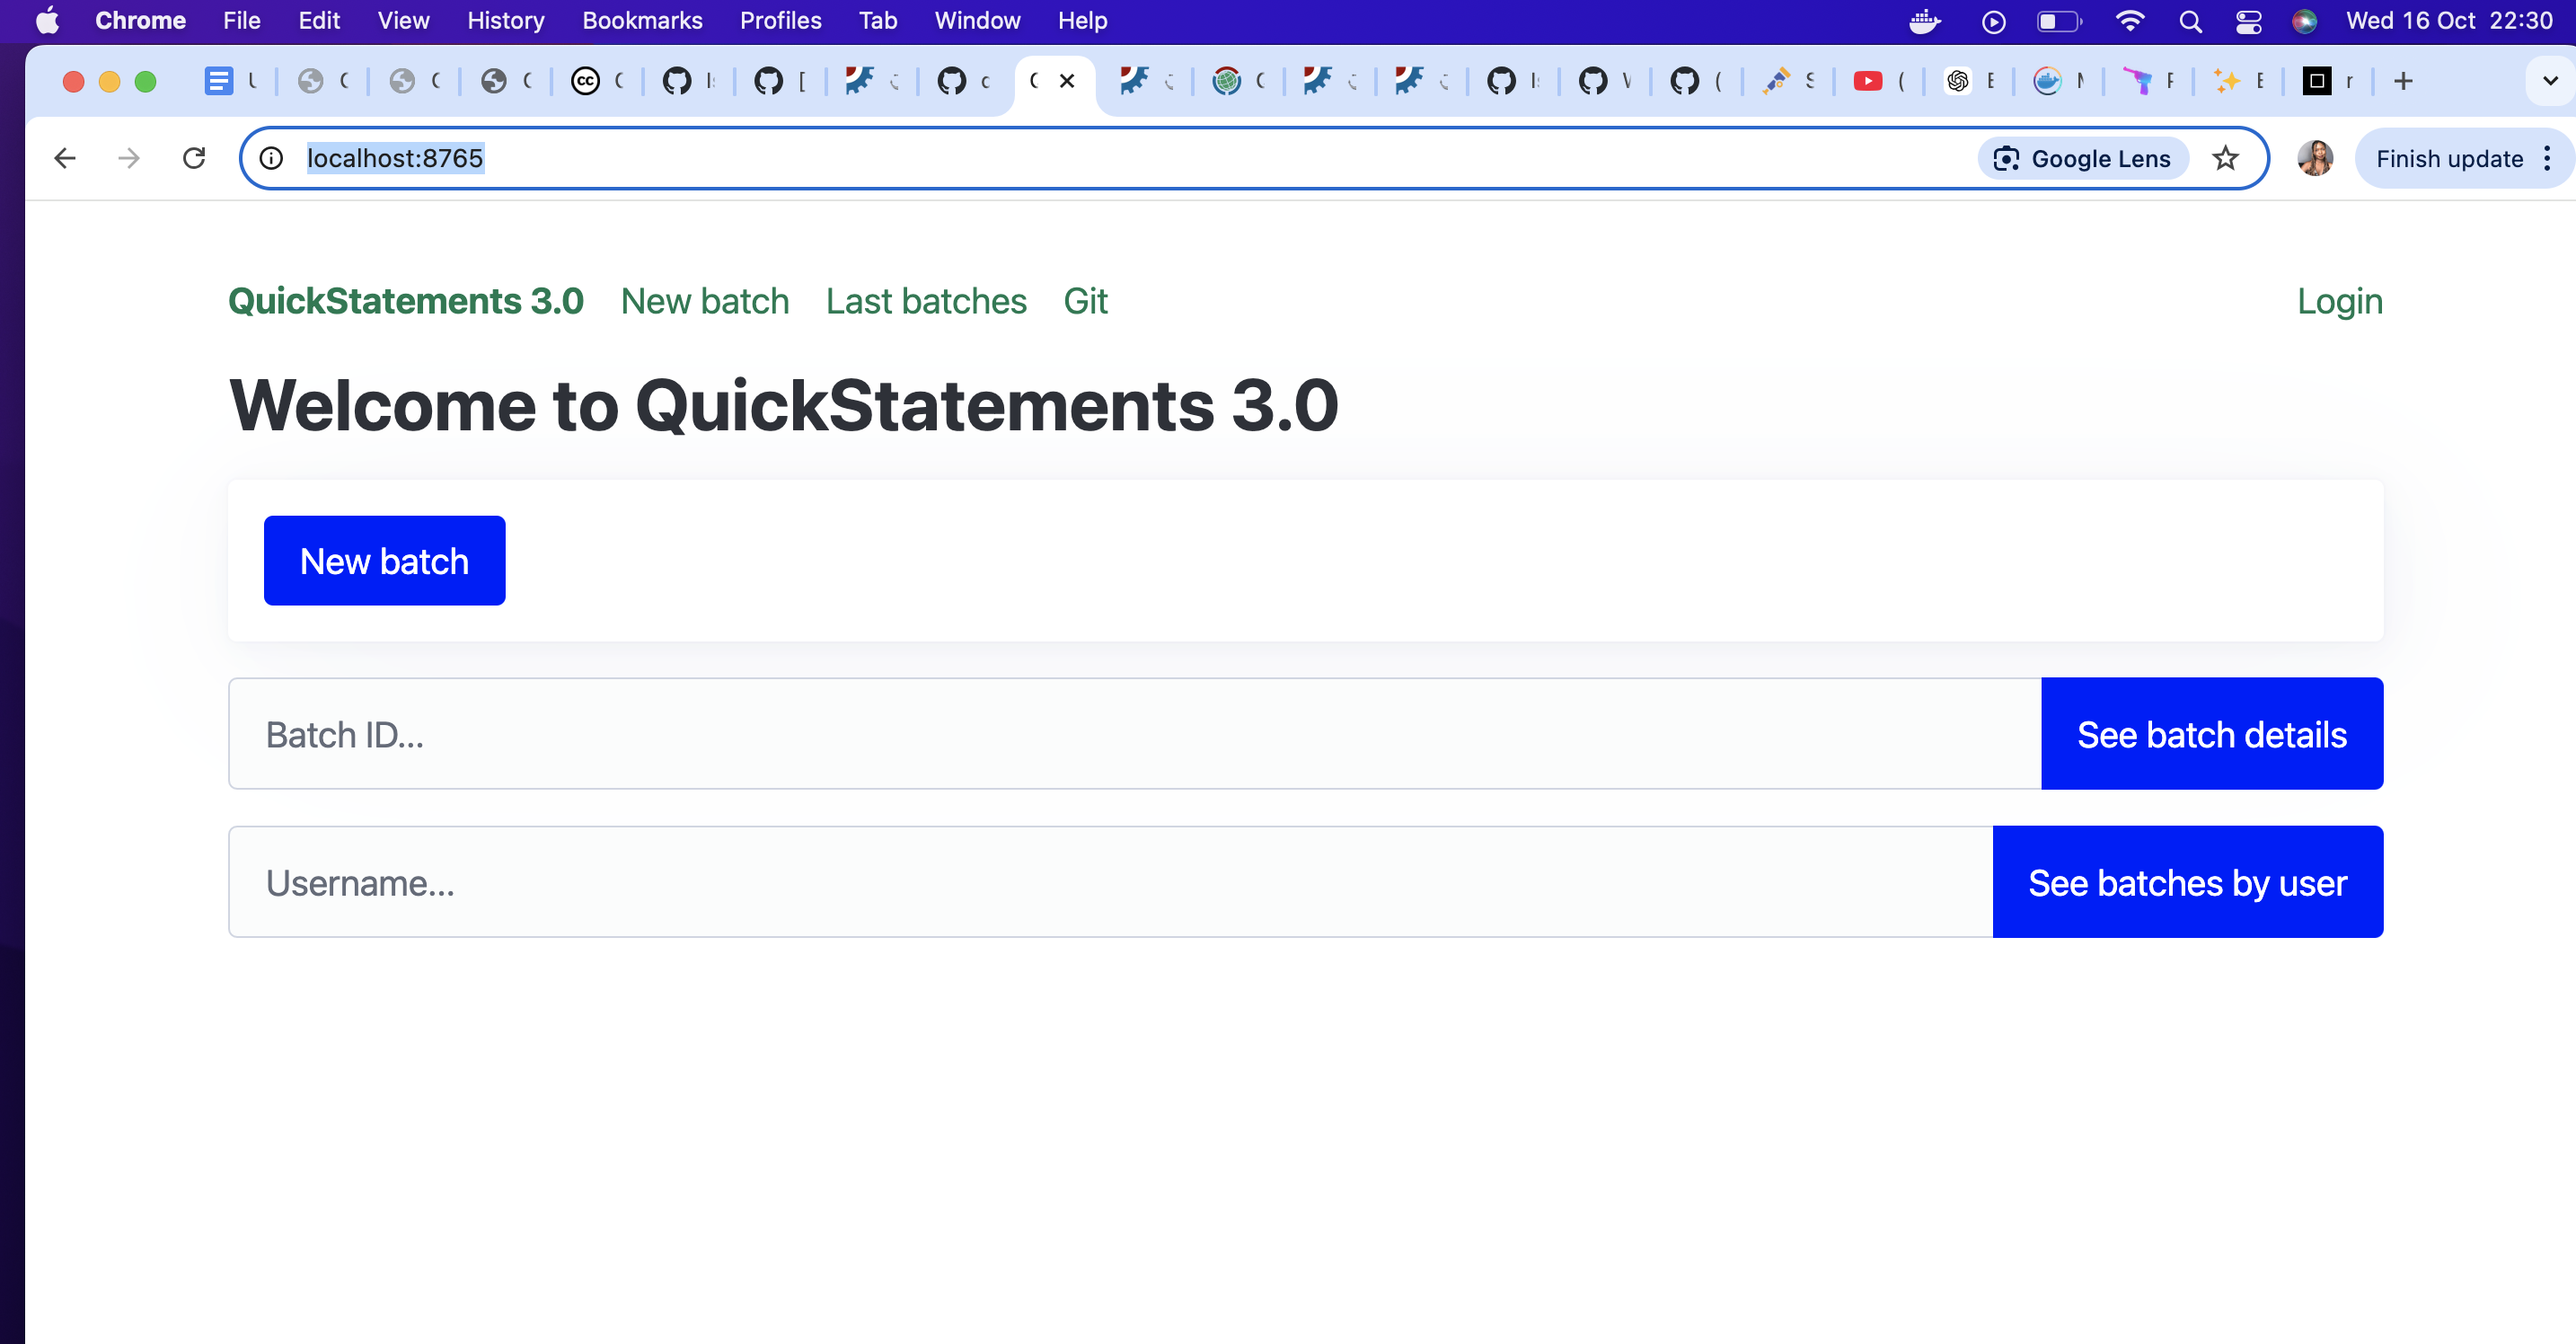 Chrome File Edit View History Bookmarks Profiles Tab Window Help Wed 16 Oct 22:30
localhost:8765 Google Lens Finish update
QuickStatements 3.0 New batch Last batches Git Login
Welcome to QuickStatements 3.0
New batch
Batch ID... See batch details
Username... See batches by user